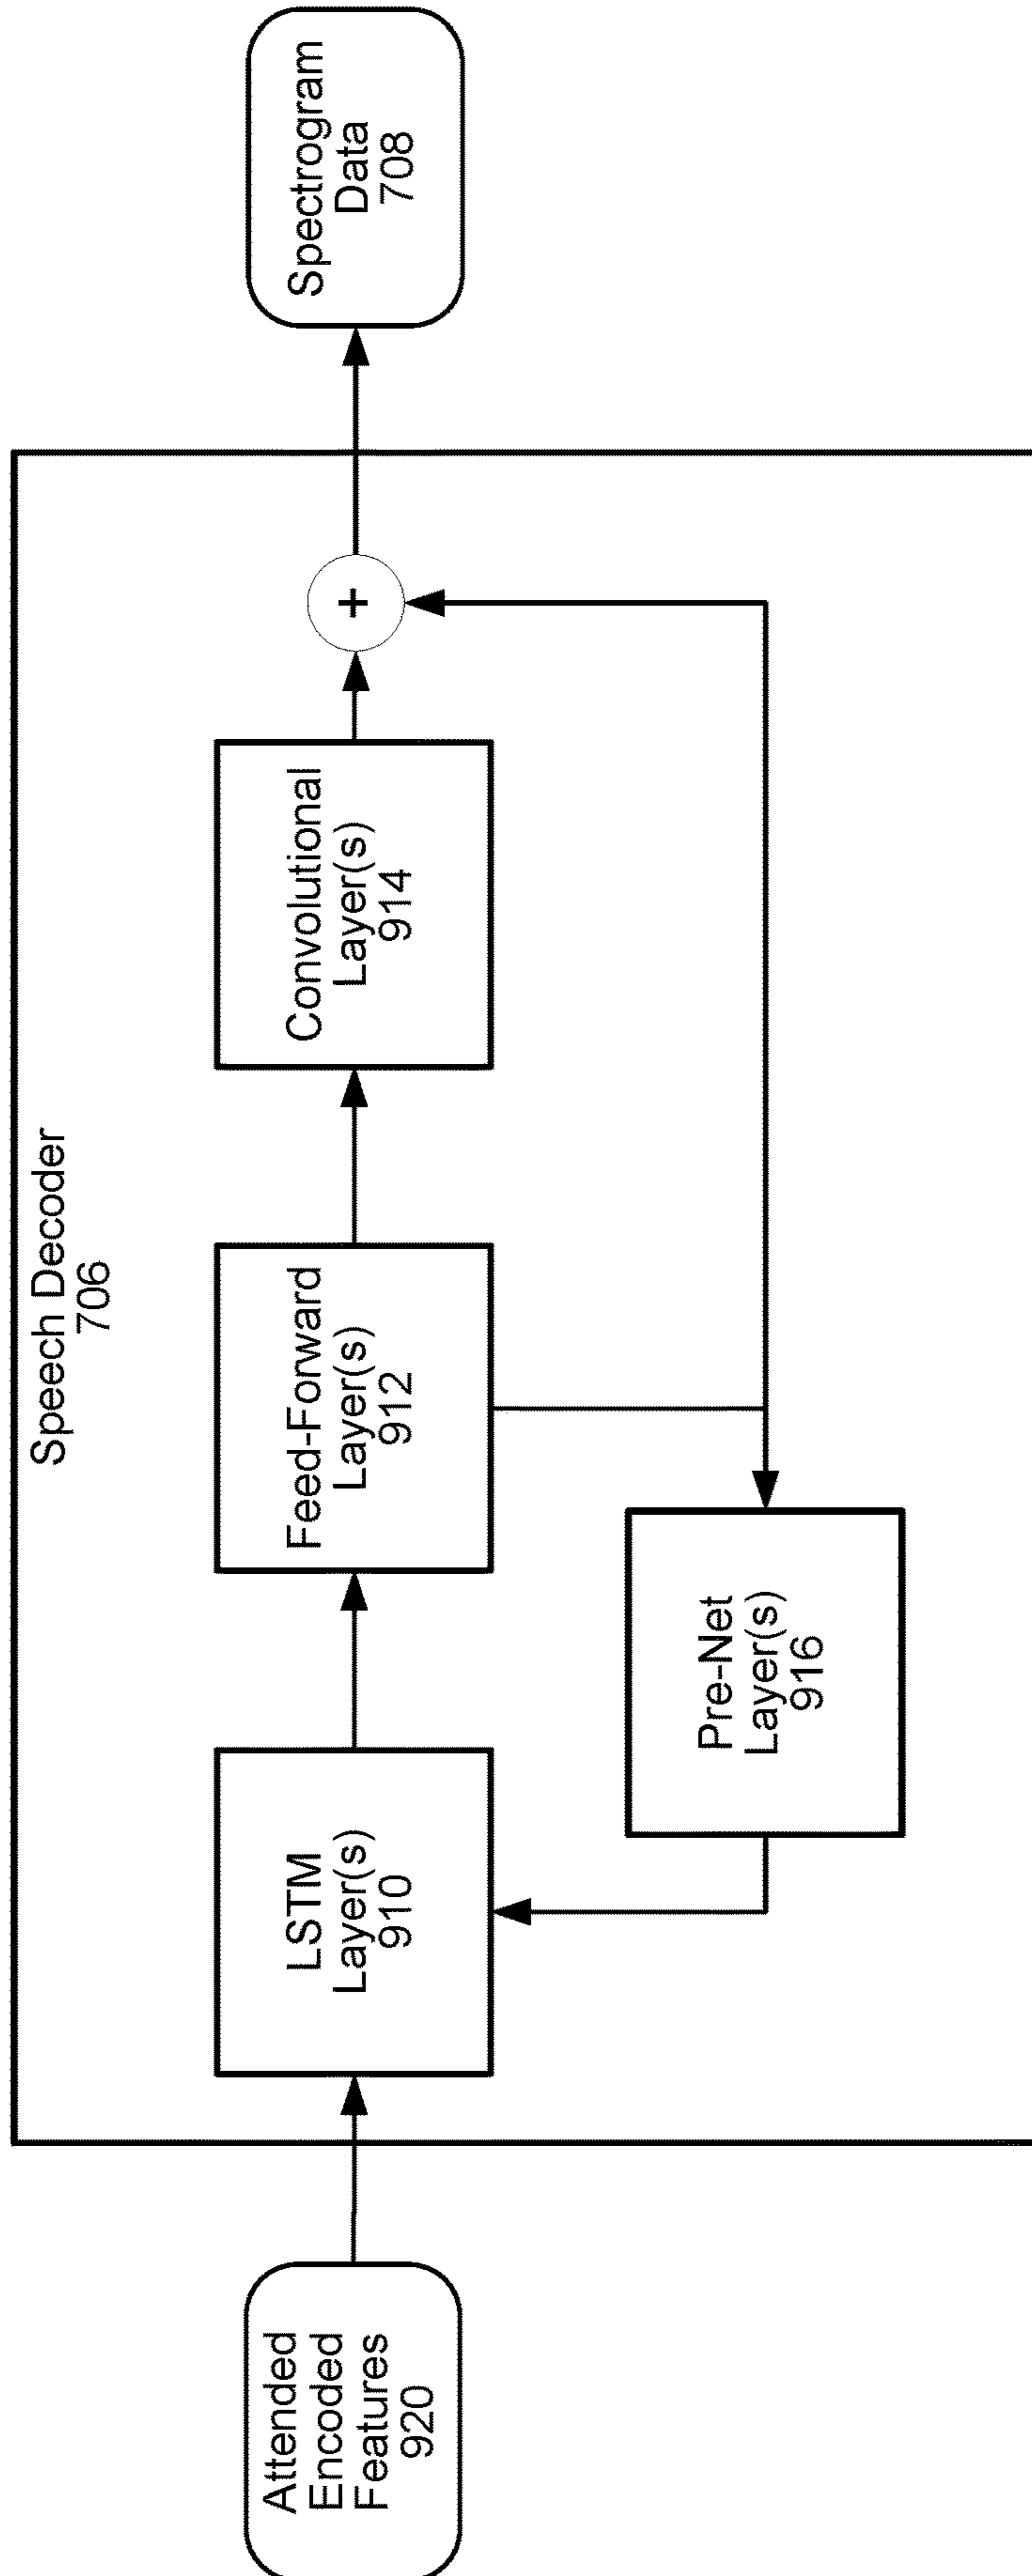 Speech Decoder
706
Attended
Encoded
Features
920
LSTM
Layer(s)
910
Feed-Forward
Layer(s)
912
Convolutional
Layer(s)
914
+
Spectrogram
Data
708
Pre-Net
Layer(s)
916